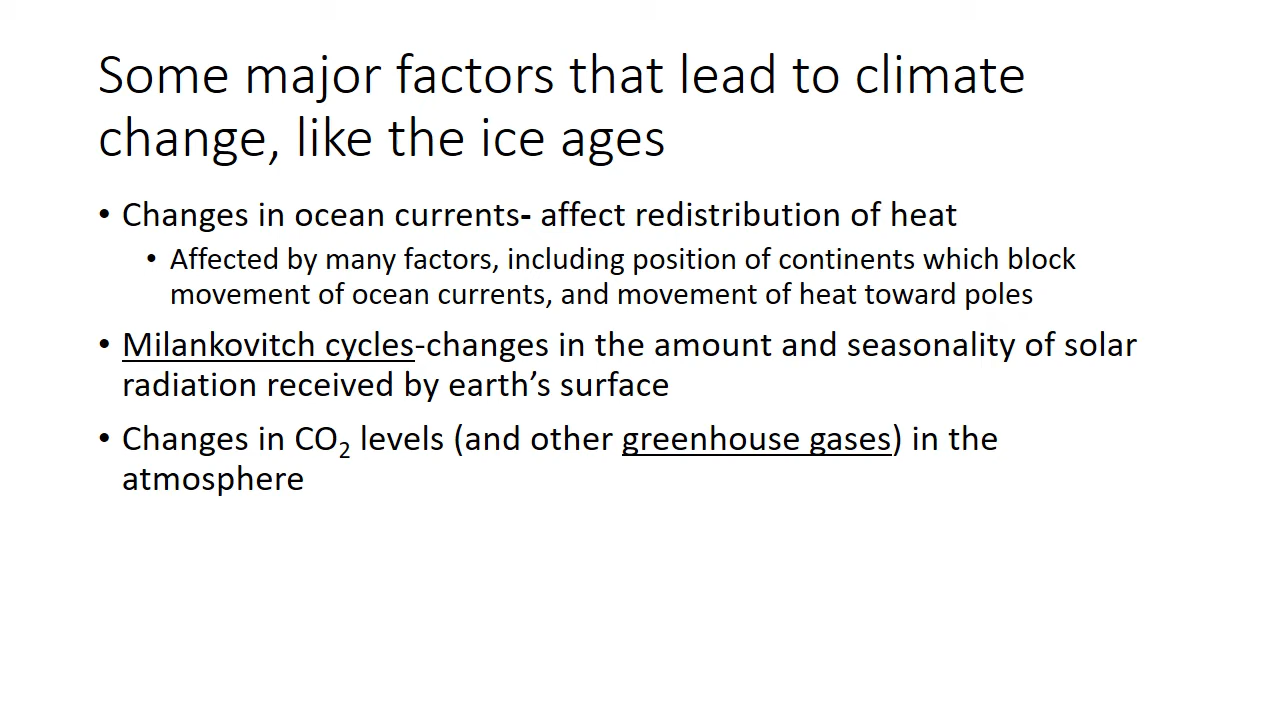 Some major factors that lead to climate
change, like the ice ages
• Changes in ocean currents- affect redistribution of heat
• Affected by many factors, including position of continents which block
movement of ocean currents, and movement of heat toward poles
• Milankovitch cycles-changes in the amount and seasonality of solar
radiation received by earth’s surface
• Changes in CO₂ levels (and other greenhouse gases) in the
atmosphere